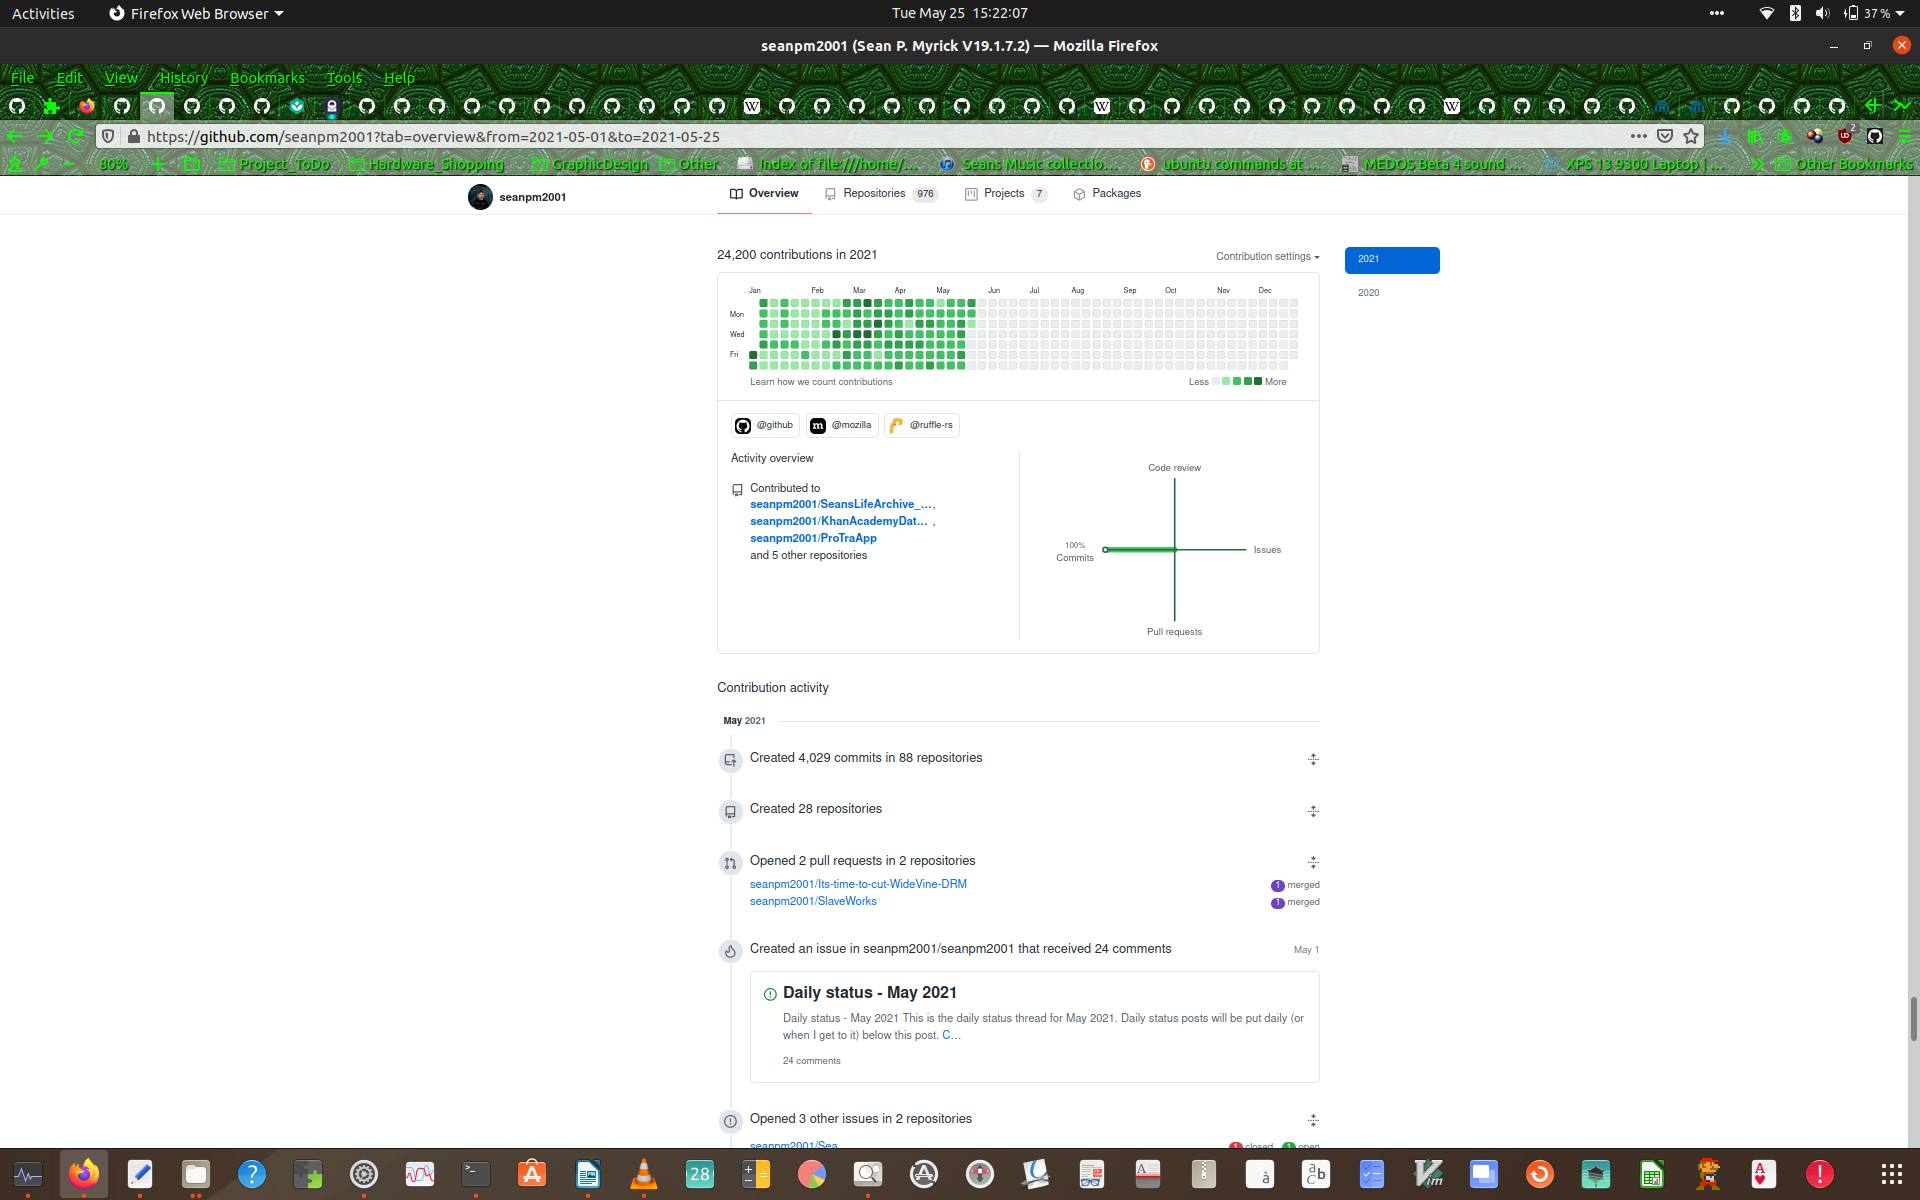 Activities
Firefox Web Browser
Tue May 25 15:22:07
37 %
seanpm2001 (Sean P. Myrick V19.1.7.2) — Mozilla Firefox
File Edit View History Bookmarks Tools Help
https://github.com/seanpm2001?tab=overview&from=2021-05-01&to=2021-05-25
2
80%
Project_ToDo
Hardware_Shopping
GraphicDesign
Other
Index of file:///home/...
Seans Music collectio...
ubuntu commands at ...
MEDOS Beta 4 sound ...
XPS 13 9300 Laptop | ...
Other Bookmarks
seanpm2001
Overview
Repositories 976
Projects 7
Packages
24,200 contributions in 2021
Contribution settings
2021
2020
Jan Feb Mar Apr May Jun Jul Aug Sep Oct Nov Dec
Mon
Wed
Fri
Learn how we count contributions
Less More
@github
@mozilla
@ruffle-rs
Activity overview
Contributed to
seanpm2001/SeansLifeArchive_...,
seanpm2001/KhanAcademyDat... ,
seanpm2001/ProTraApp
and 5 other repositories
Code review
100%
Commits
Issues
Pull requests
Contribution activity
May 2021
Created 4,029 commits in 88 repositories
Created 28 repositories
Opened 2 pull requests in 2 repositories
seanpm2001/Its-time-to-cut-WideVine-DRM 1 merged
seanpm2001/SlaveWorks 1 merged
Created an issue in seanpm2001/seanpm2001 that received 24 comments May 1
Daily status - May 2021
Daily status - May 2021 This is the daily status thread for May 2021. Daily status posts will be put daily (or
when I get to it) below this post. C...
24 comments
Opened 3 other issues in 2 repositories
seanpm2001/Sea 1 closed 1 open
28